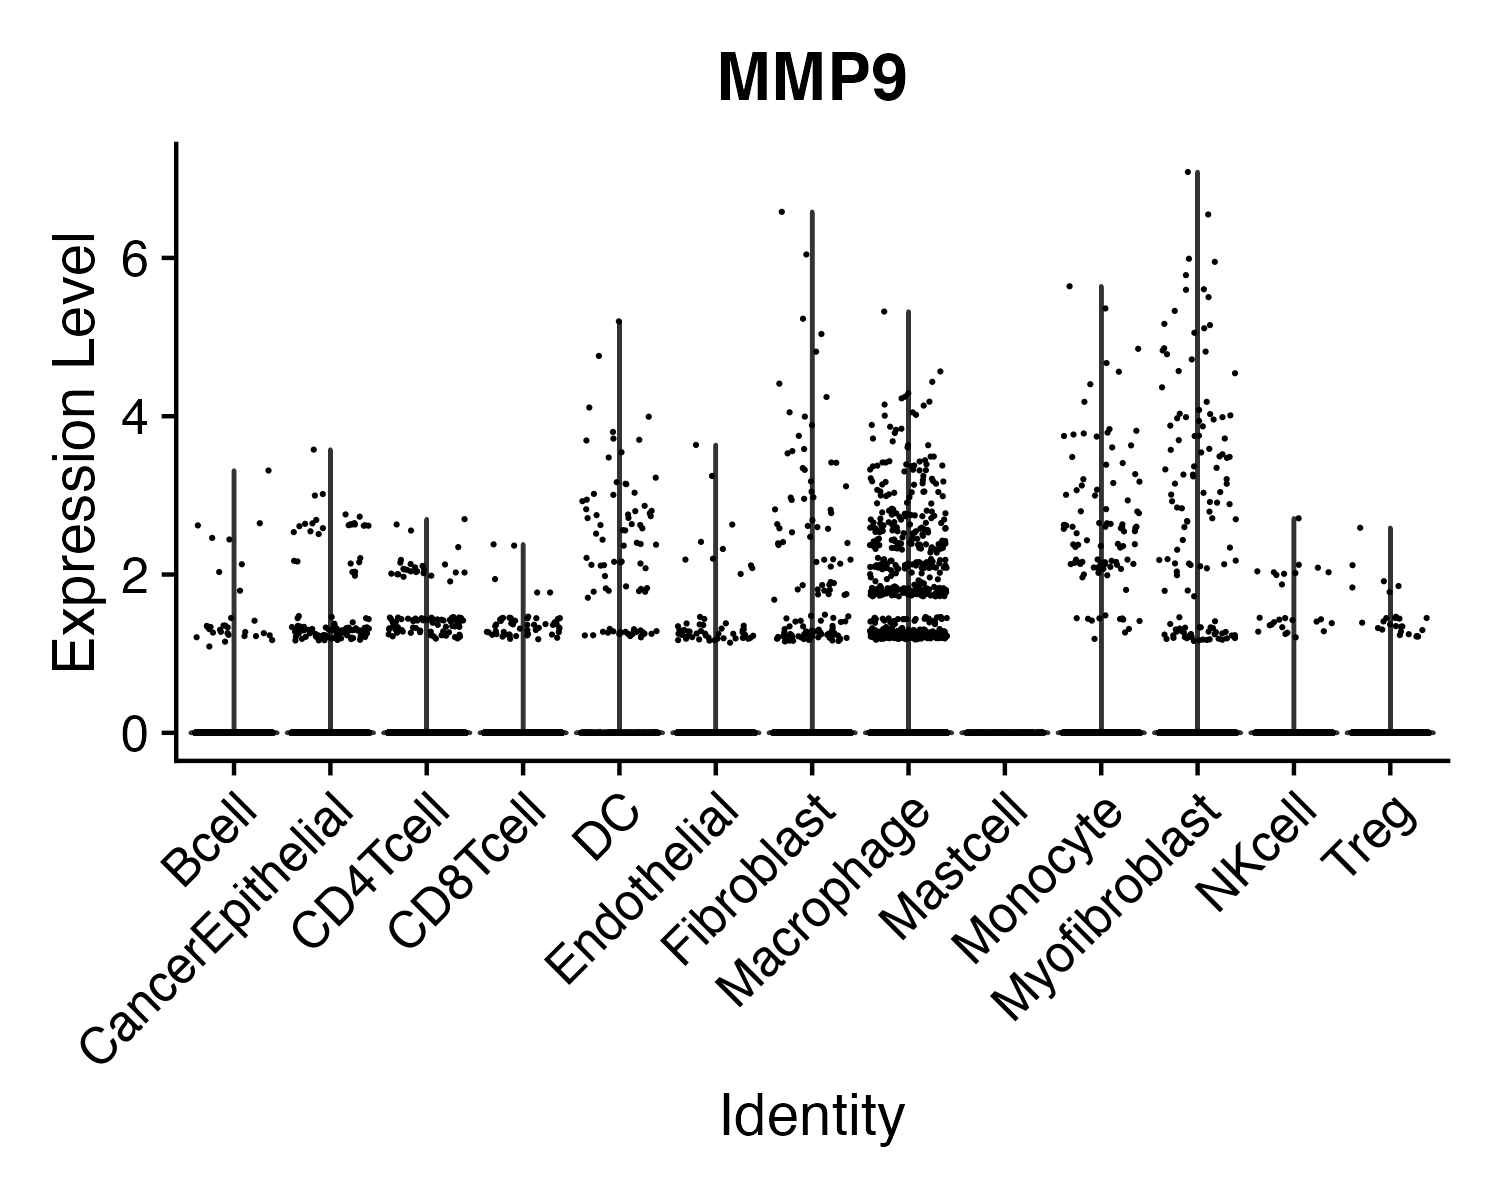 MMP9
Expression Level
6
4
2
0
Bcell
CancerEpithelial
CD4Tcell
CD8Tcell
DC
Endothelial
Fibroblast
Macrophage
Mastcell
Monocyte
Myofibroblast
NKcell
Treg
Identity